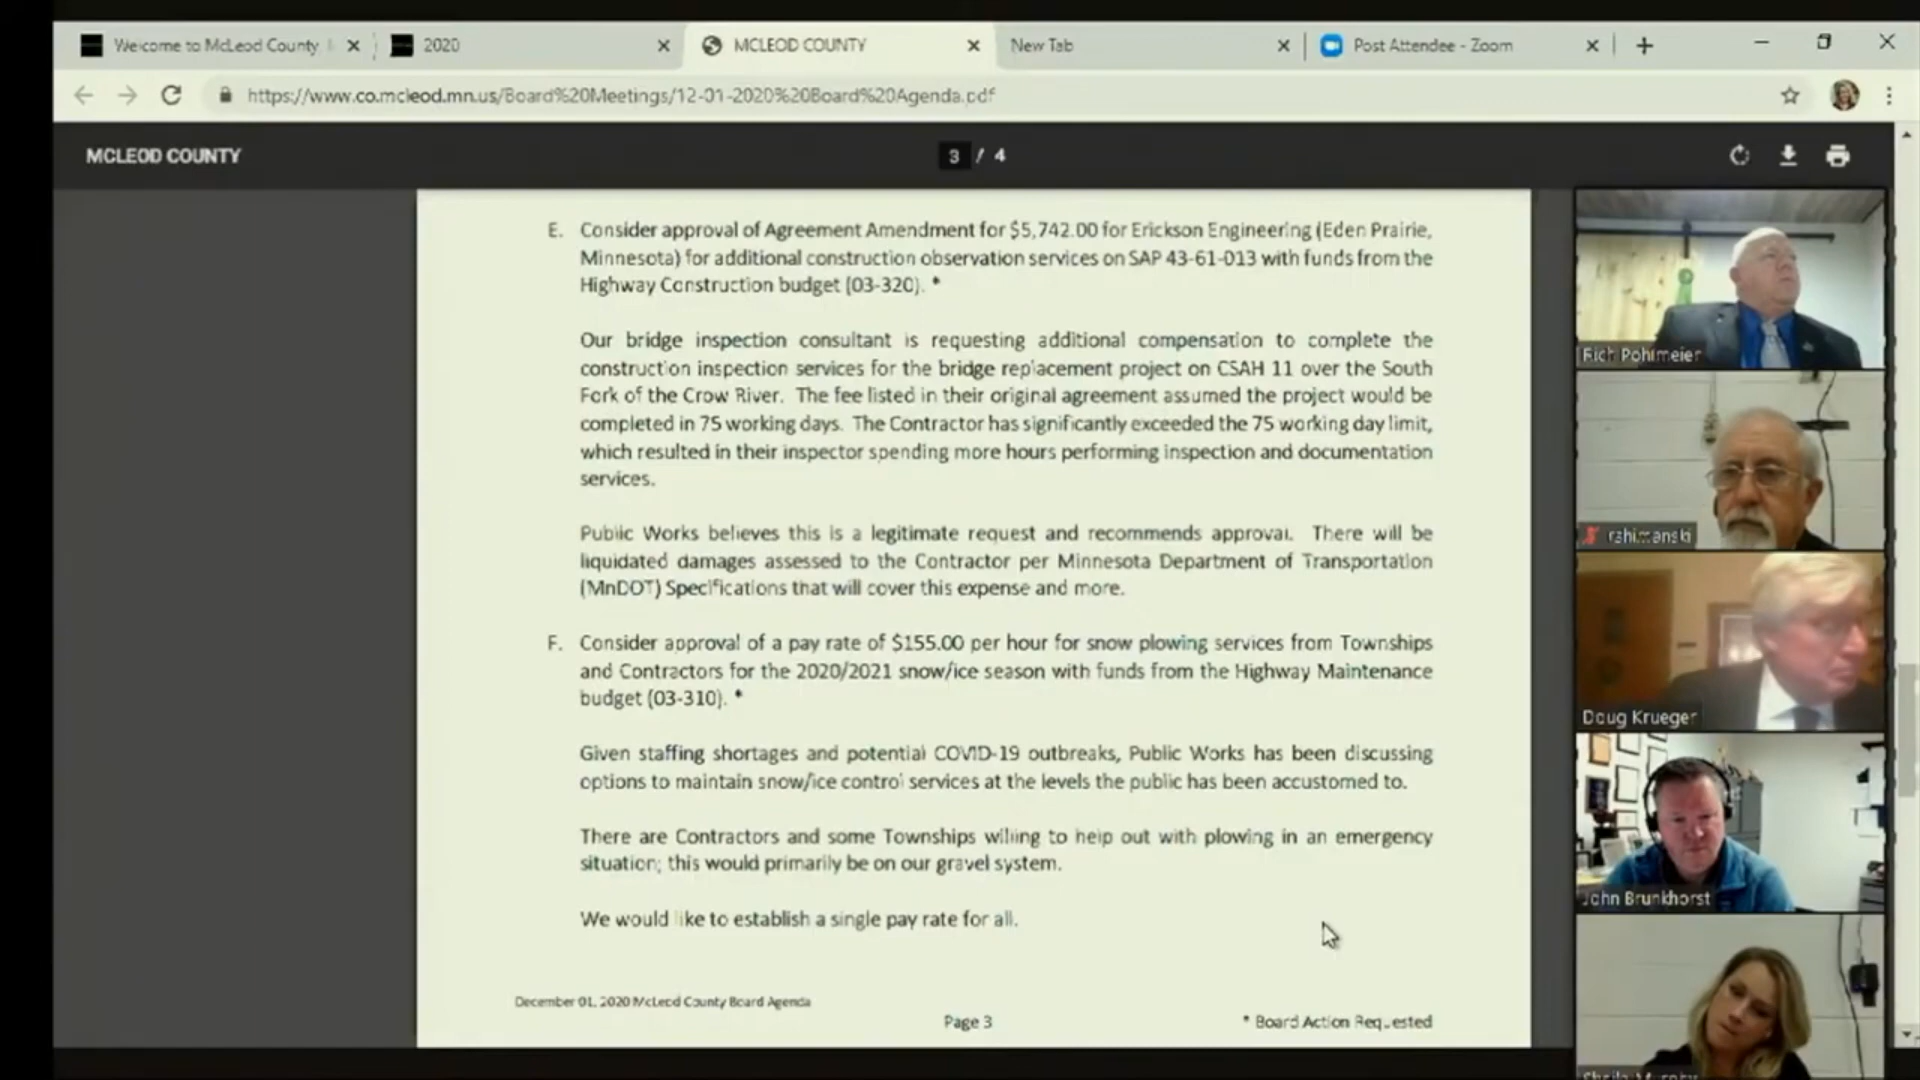 Welcome to McLeod County
2020
MCLEOD COUNTY
New Tab
Post Attendee - Zoom
https://www.co.mcleod.mn.us/Board%20Meetings/12-01-2020%20Board%20Agenda.pdf
MCLEOD COUNTY
3 / 4
E. Consider approval of Agreement Amendment for $5,742.00 for Erickson Engineering (Eden Prairie,
Minnesota) for additional construction observation services on SAP 43-61-013 with funds from the
Highway Construction budget (03-320). *
Our bridge inspection consultant is requesting additional compensation to complete the
construction inspection services for the bridge replacement project on CSAH 11 over the South
Fork of the Crow River. The fee listed in their original agreement assumed the project would be
completed in 75 working days. The Contractor has significantly exceeded the 75 working day limit,
which resulted in their inspector spending more hours performing inspection and documentation
services.
Public Works believes this is a legitimate request and recommends approval. There will be
liquidated damages assessed to the Contractor per Minnesota Department of Transportation
(MnDOT) Specifications that will cover this expense and more.
F. Consider approval of a pay rate of $155.00 per hour for snow plowing services from Townships
and Contractors for the 2020/2021 snow/ice season with funds from the Highway Maintenance
budget (03-310). *
Given staffing shortages and potential COVID-19 outbreaks, Public Works has been discussing
options to maintain snow/ice control services at the levels the public has been accustomed to.
There are Contractors and some Townships willing to help out with plowing in an emergency
situation; this would primarily be on our gravel system.
We would like to establish a single pay rate for all.
December 01, 2020 McLeod County Board Agenda
Page 3
* Board Action Requested
Rich Pohlmeier
Doug Krueger
John Brunkhorst